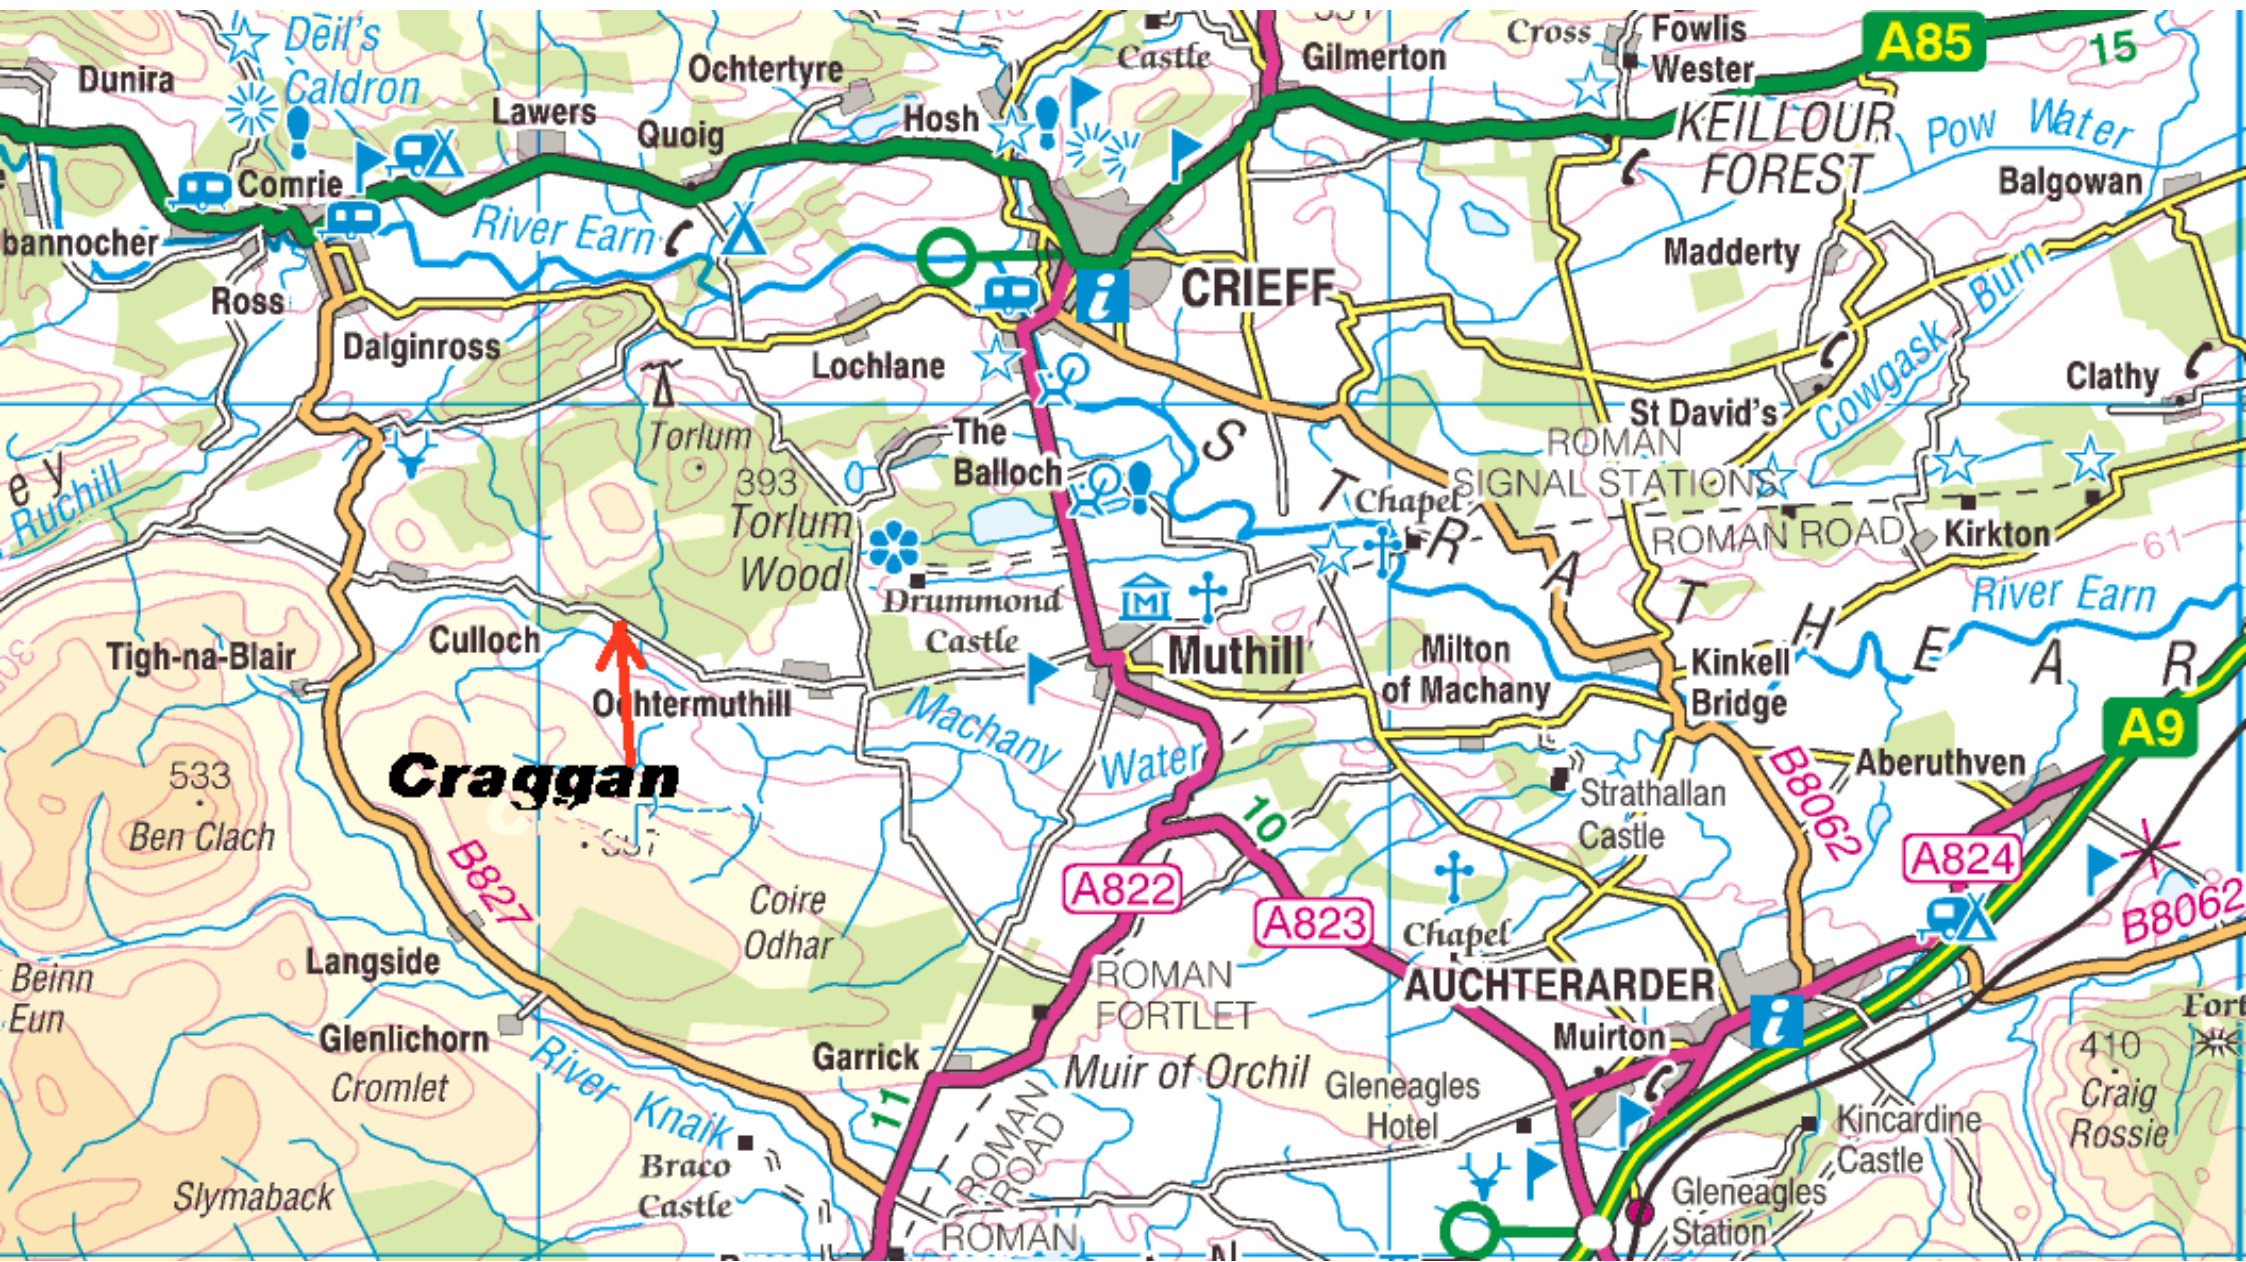 Deil's
Caldron
Dunira
Ochtertyre
Castle
Gilmerton
Cross
Fowlis
Wester
A85
15
Lawers
Quoig
Hosh
KEILLOUR
FOREST
Pow Water
Balgowan
Comrie
River Earn
bannocher
Ross
CRIEFF
Madderty
Cowgask Burn
Dalginross
Lochlane
Clathy
St David's
Torlum
393
Torlum
Wood
The
Balloch
ROMAN
SIGNAL STATIONS
Chapel
ROMAN ROAD
Kirkton
61
ey
Ruchill
STRATHEAR
River Earn
Drummond
Castle
Muthill
Milton
of Machany
Kinkell
Bridge
Tigh-na-Blair
Culloch
Ochtermuthill
Machany Water
A9
Craggan
533
Ben Clach
10
Strathallan
Castle
B8062
Aberuthven
A824
B827
A822
A823
Coire
Odhar
Chapel
B8062
Langside
Beinn
Eun
ROMAN
FORTLET
AUCHTERARDER
Fort
Glenlichorn
Cromlet
Garrick
Muir of Orchil
Muirton
410
Craig
Rossie
River Knaik
11
ROMAN
ROAD
Gleneagles
Hotel
Kincardine
Castle
Braco
Castle
Slymaback
Gleneagles
Station
ROMAN